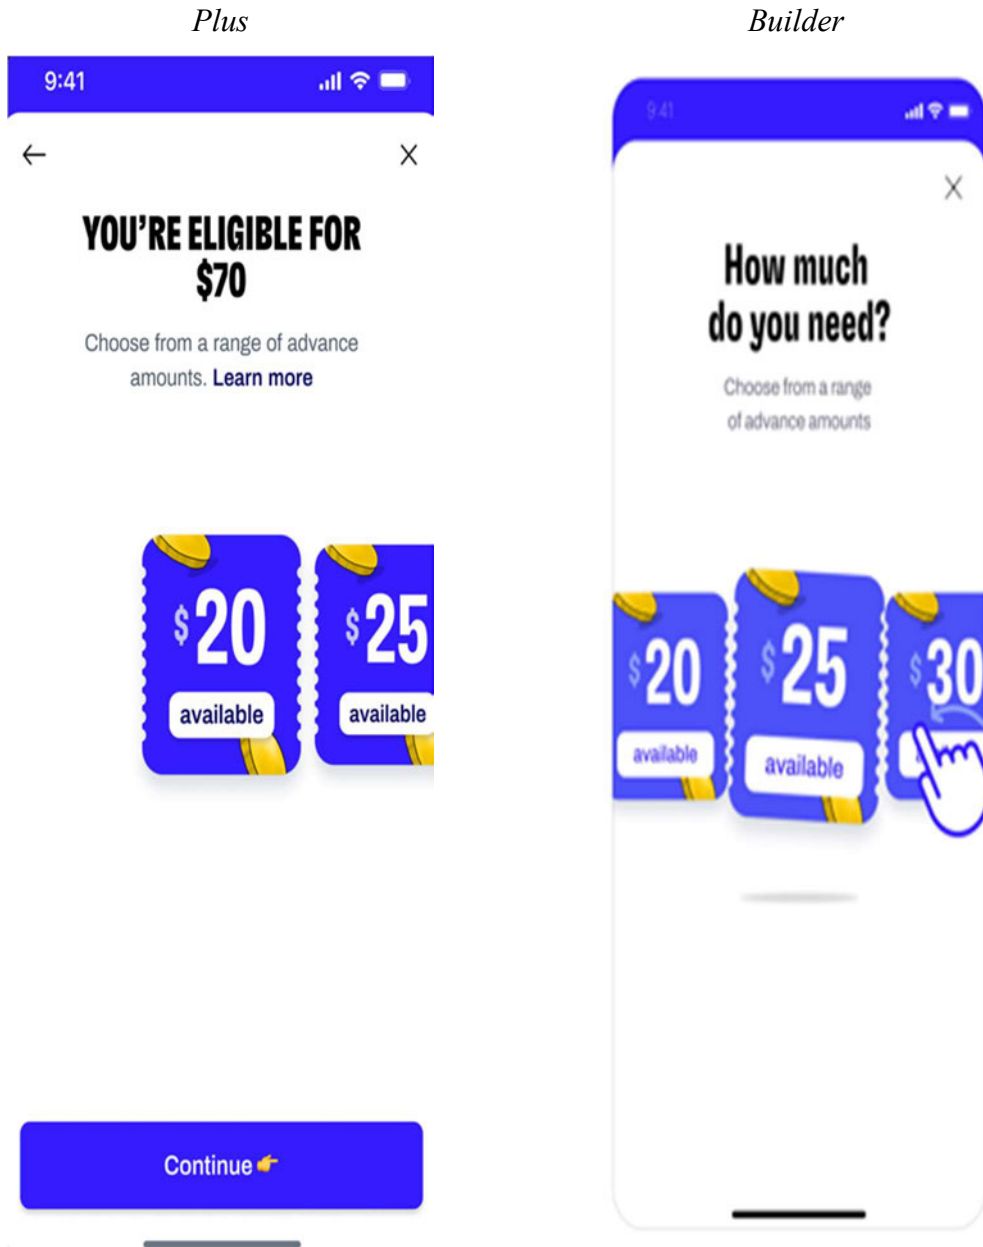 Plus
9:41
YOU'RE ELIGIBLE FOR
$70
Choose from a range of advance
amounts. Learn more
$20
$25
available
available
Continue👉
Builder
9:41
How much
do you need?
Choose from a range
of advance amounts
$20
$25
$30
available
available